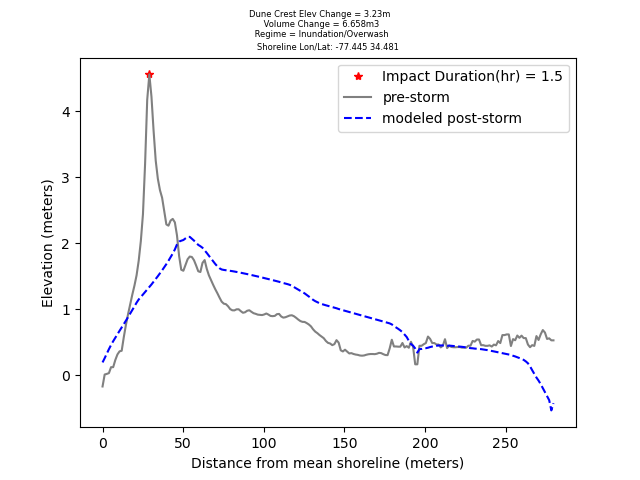 Dune Crest Elev Change = 3.23m
Volume Change = 6.658m3
Regime = Inundation/Overwash
Shoreline Lon/Lat: -77.445 34.481
Impact Duration(hr) = 1.5
pre-storm
modeled post-storm
Elevation (meters)
4
3
2
1
0
0 50 100 150 200 250
Distance from mean shoreline (meters)